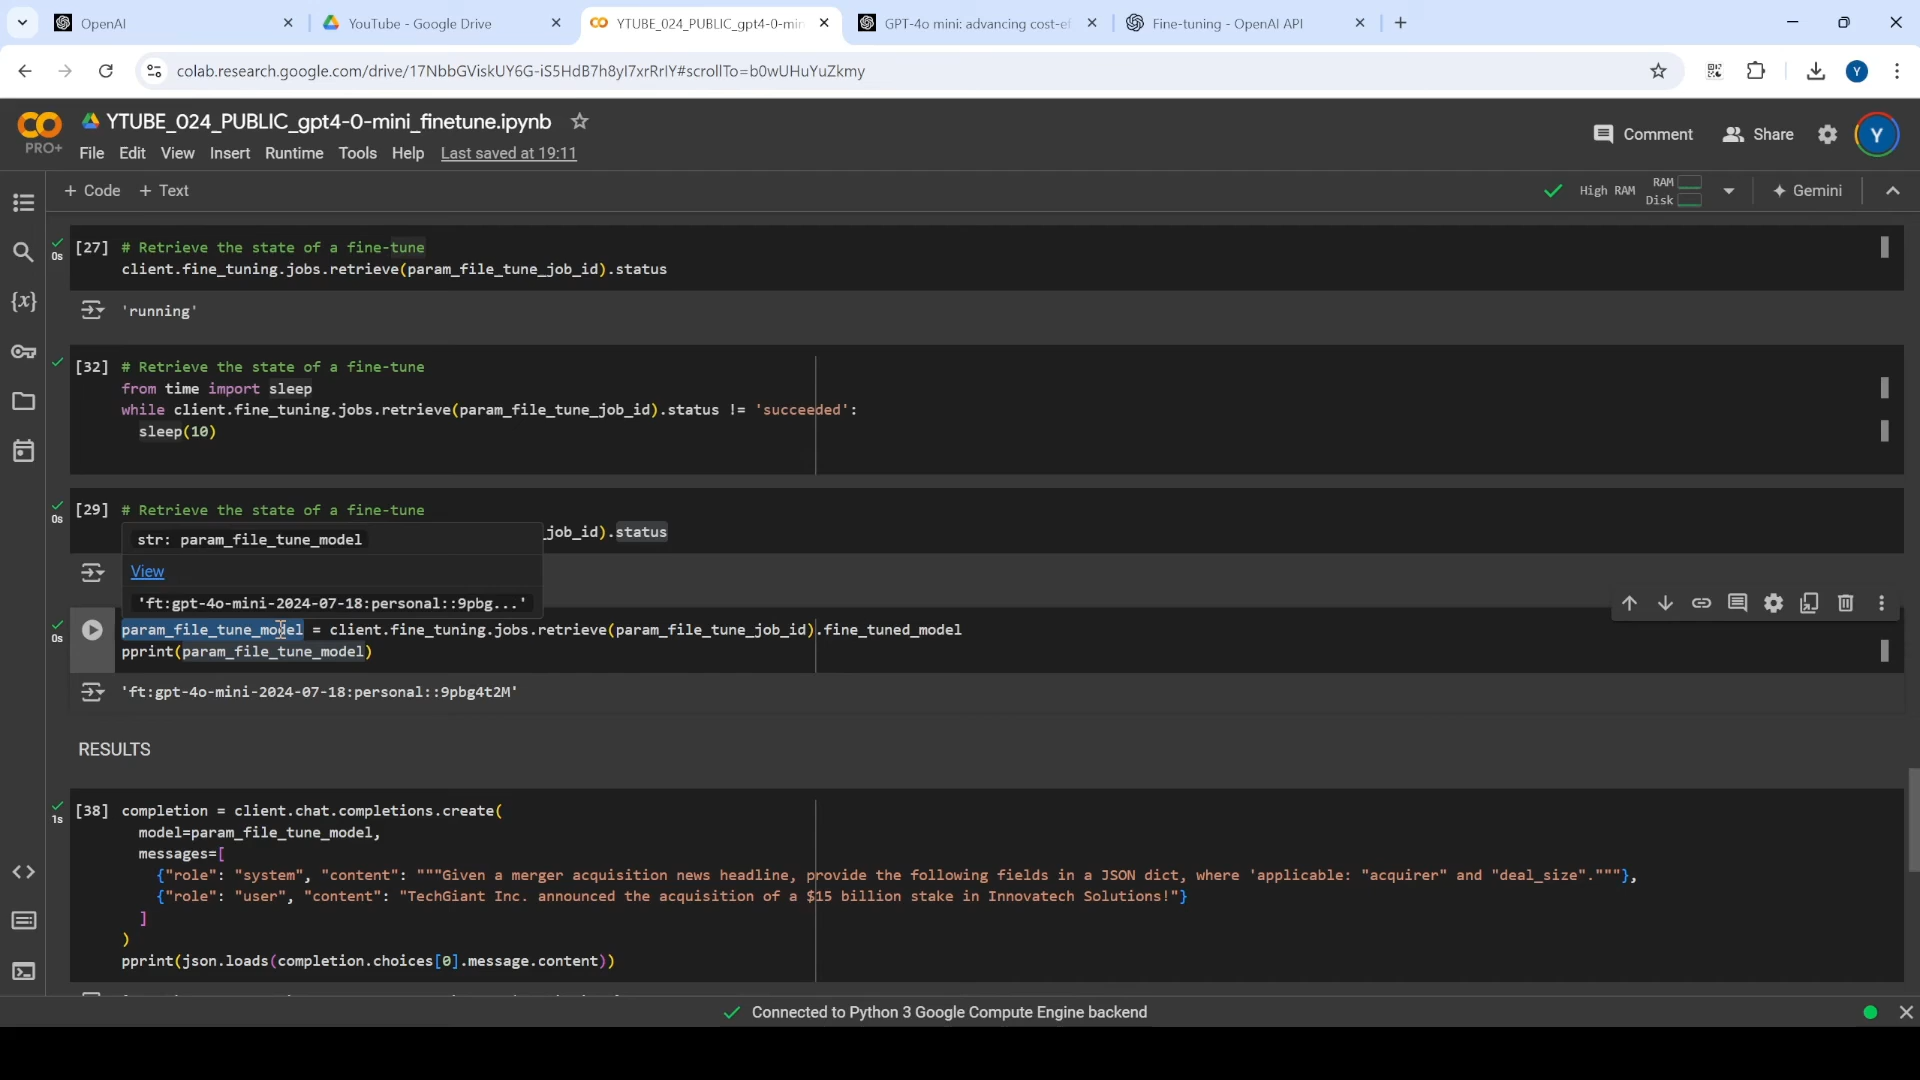 OpenAI
YouTube - Google Drive
YTUBE_024_PUBLIC_gpt4-0-min
GPT-4o mini: advancing cost-ef
Fine-tuning - OpenAI API
colab.research.google.com/drive/17NbbGViskUY6G-iS5HdB7h8yI7xrRrIY#scrollTo=b0wUHuYuZkmy
Y
CO
PRO+
YTUBE_024_PUBLIC_gpt4-0-mini_finetune.ipynb
File Edit View Insert Runtime Tools Help Last saved at 19:11
Comment Share Y
+ Code + Text
High RAM RAM Disk Gemini
[27] # Retrieve the state of a fine-tune
0s
client.fine_tuning.jobs.retrieve(param_file_tune_job_id).status
'running'
[32] # Retrieve the state of a fine-tune
from time import sleep
while client.fine_tuning.jobs.retrieve(param_file_tune_job_id).status != 'succeeded':
sleep(10)
[29] # Retrieve the state of a fine-tune
0s
_job_id).status
str: param_file_tune_model
View
'ft:gpt-4o-mini-2024-07-18:personal::9pbg...'
param_file_tune_model = client.fine_tuning.jobs.retrieve(param_file_tune_job_id).fine_tuned_model
0s
pprint(param_file_tune_model)
'ft:gpt-4o-mini-2024-07-18:personal::9pbg4t2M'
RESULTS
[38] completion = client.chat.completions.create(
1s
model=param_file_tune_model,
messages=[
{"role": "system", "content": """Given a merger acquisition news headline, provide the following fields in a JSON dict, where 'applicable: "acquirer" and "deal_size"."""},
{"role": "user", "content": "TechGiant Inc. announced the acquisition of a $15 billion stake in Innovatech Solutions!"}
]
)
pprint(json.loads(completion.choices[0].message.content))
Connected to Python 3 Google Compute Engine backend